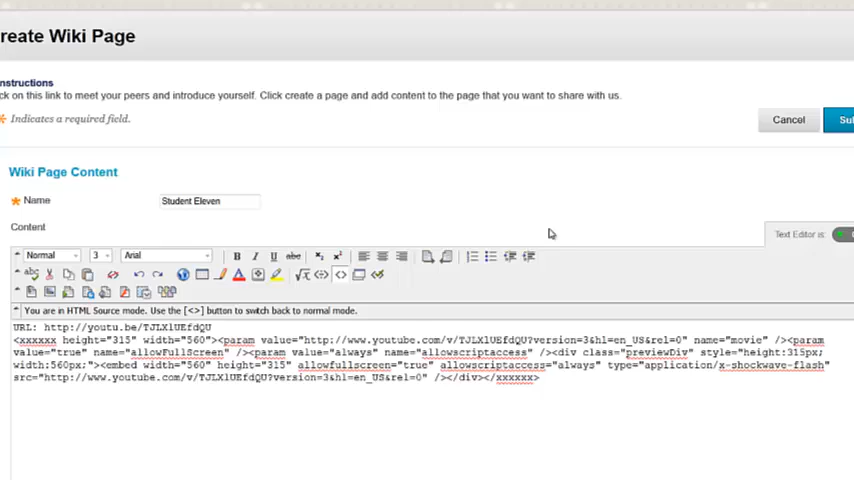 reate Wiki Page
nstructions
ck on this link to meet your peers and introduce yourself. Click create a page and add content to the page that you want to share with us.
Indicates a required field.
Cancel
Sub
Wiki Page Content
Name
Student Eleven
Content
Text Editor is:
Normal 3 Arial B I U abc
You are in HTML Source mode. Use the [<>] button to switch back to normal mode.
URL: http://youtu.be/TJLXlUEfdQU
<xxxxxx height="315" width="560"><param value="http://www.youtube.com/v/TJLXlUEfdQU?version=3&hl=en_US&rel=0" name="movie" /><param
value="true" name="allowFullScreen" /><param value="always" name="allowscriptaccess" /><div class="previewDiv" style="height:315px;
width:560px;"><embed width="560" height="315" allowfullscreen="true" allowscriptaccess="always" type="application/x-shockwave-flash"
src="http://www.youtube.com/v/TJLXlUEfdQU?version=3&hl=en_US&rel=0" /></div></xxxxxx>